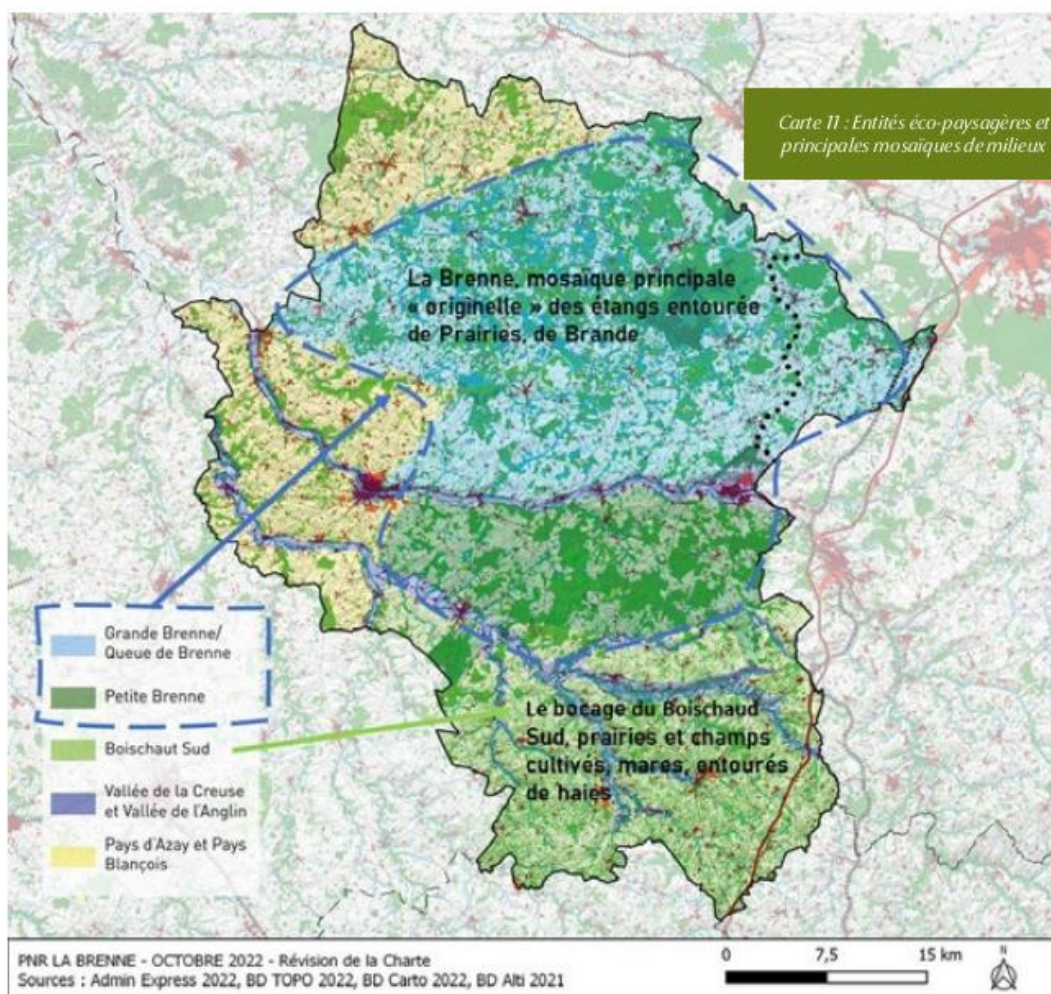 Carte 11 : Entités éco-paysagères et
principales mosaïques de milieux
La Brenne, mosaïque principale
« originelle » des étangs entourée
de Prairies, de Brande
Grande Brenne/
Queue de Brenne
Petite Brenne
Boischaut Sud
Vallée de la Creuse
et Vallée de l'Anglin
Pays d'Azay et Pays
Blançois
Le bocage du Boischaud
Sud, prairies et champs
cultivés, mares, entourés
de haies
PNR LA BRENNE - OCTOBRE 2022 - Révision de la Charte
Sources : Admin Express 2022, BD TOPO 2022, BD Carto 2022, BD Alti 2021
0 7,5 15 km
N